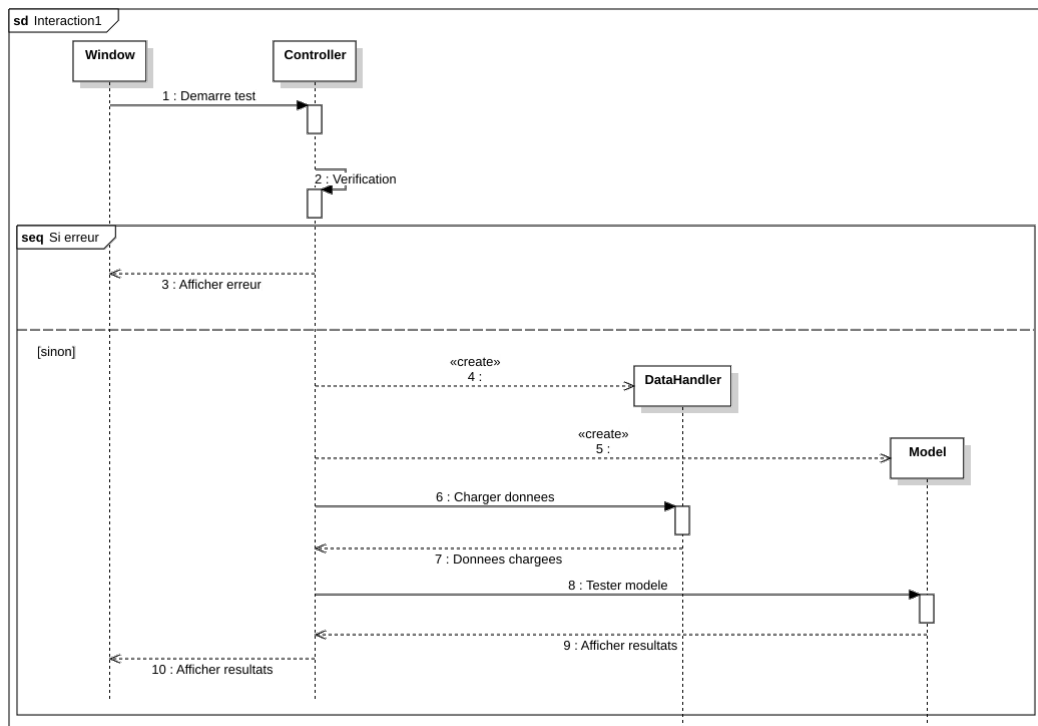 sd Interaction1
Window
Controller
1 : Demarre test
2 : Verification
seq Si erreur
3 : Afficher erreur
[sinon]
«create»
4 :
DataHandler
«create»
5 :
Model
6 : Charger donnees
7 : Donnees chargees
8 : Tester modele
9 : Afficher resultats
10 : Afficher resultats